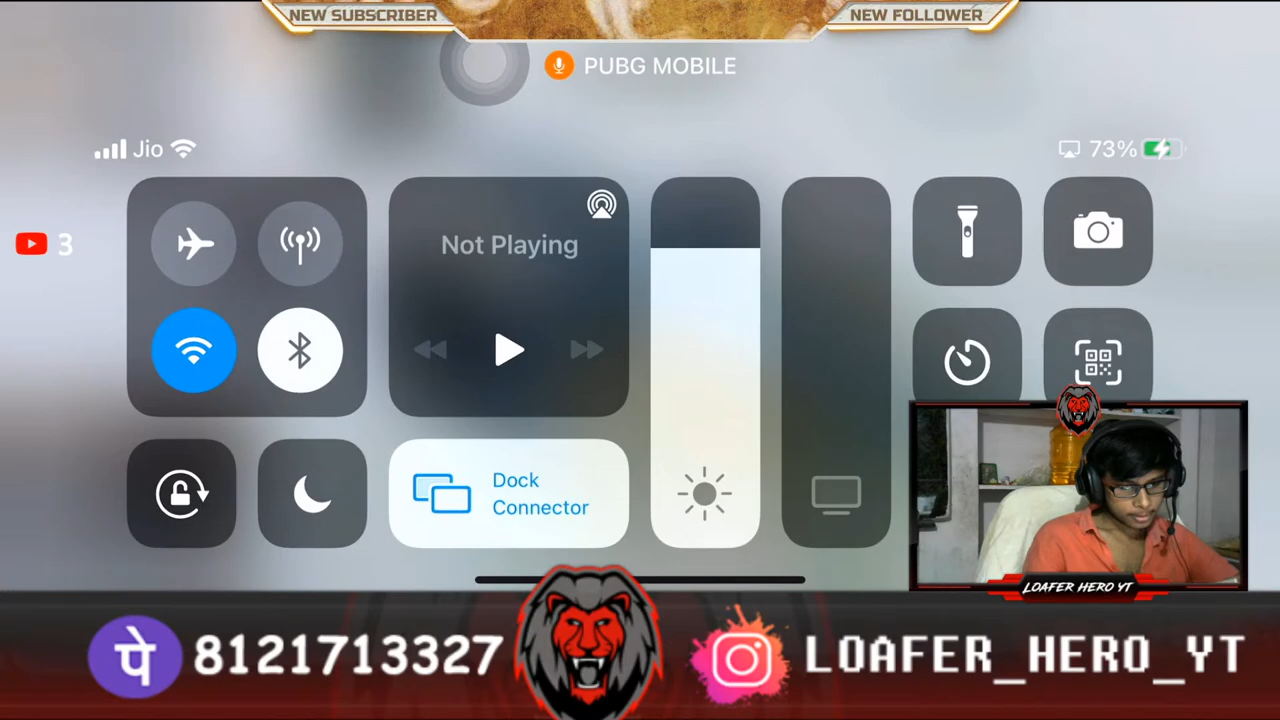 NEW SUBSCRIBER
NEW FOLLOWER
PUBG MOBILE
Jio
73%
3
Not Playing
Dock
Connector
LOAFER HERO YT
पे 8121713327
LOAFER_HERO_YT